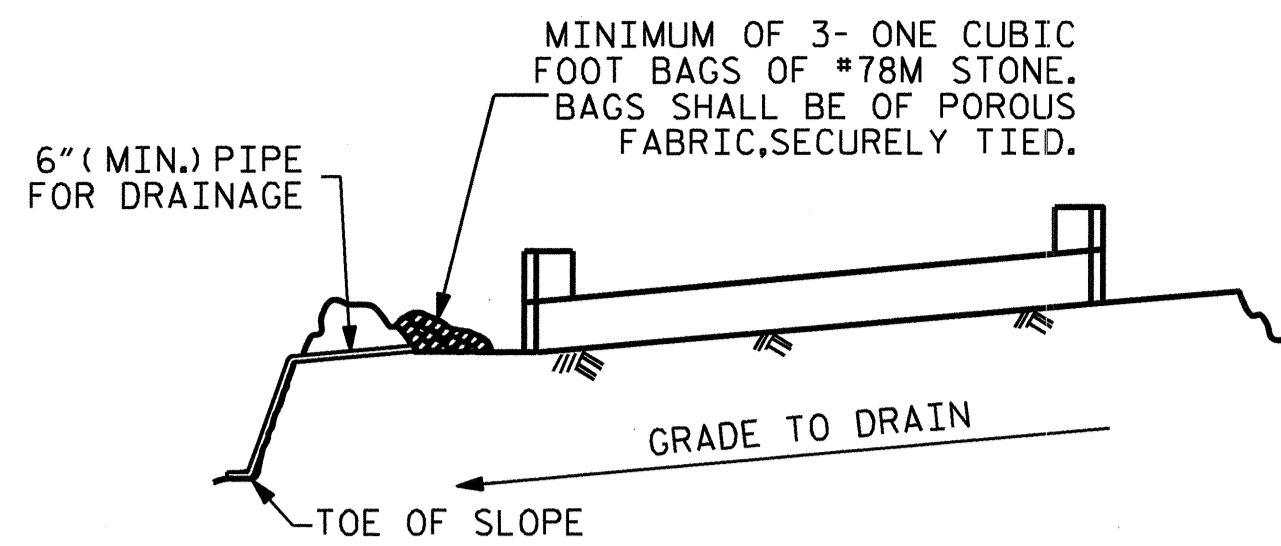 MINIMUM OF 3- ONE CUBIC
FOOT BAGS OF #78M STONE.
BAGS SHALL BE OF POROUS
FABRIC,SECURELY TIED.
6"(MIN.) PIPE
FOR DRAINAGE
GRADE TO DRAIN
TOE OF SLOPE